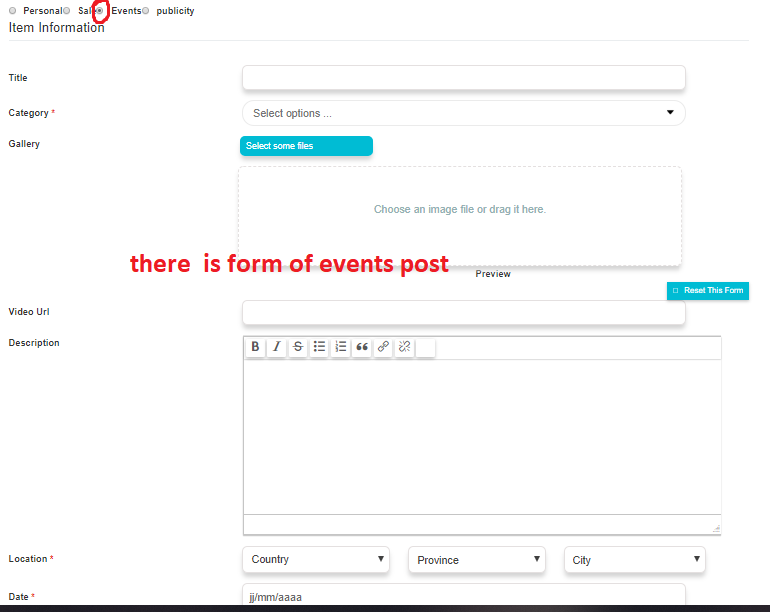 Personal Sale Events publicity
Item Information
Title
Category *
Select options ...
Gallery
Select some files
Choose an image file or drag it here.
there is form of events post
Preview
Reset This Form
Video Url
Description
B I S
Location *
Country
Province
City
Date *
jj/mm/aaaa